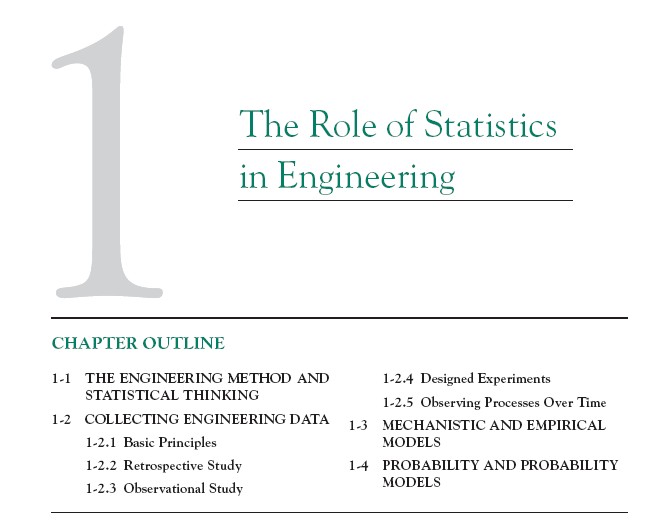 1
The Role of Statistics
in Engineering
CHAPTER OUTLINE
1-1 THE ENGINEERING METHOD AND
STATISTICAL THINKING
1-2 COLLECTING ENGINEERING DATA
1-2.1 Basic Principles
1-2.2 Retrospective Study
1-2.3 Observational Study
1-2.4 Designed Experiments
1-2.5 Observing Processes Over Time
1-3 MECHANISTIC AND EMPIRICAL
MODELS
1-4 PROBABILITY AND PROBABILITY
MODELS